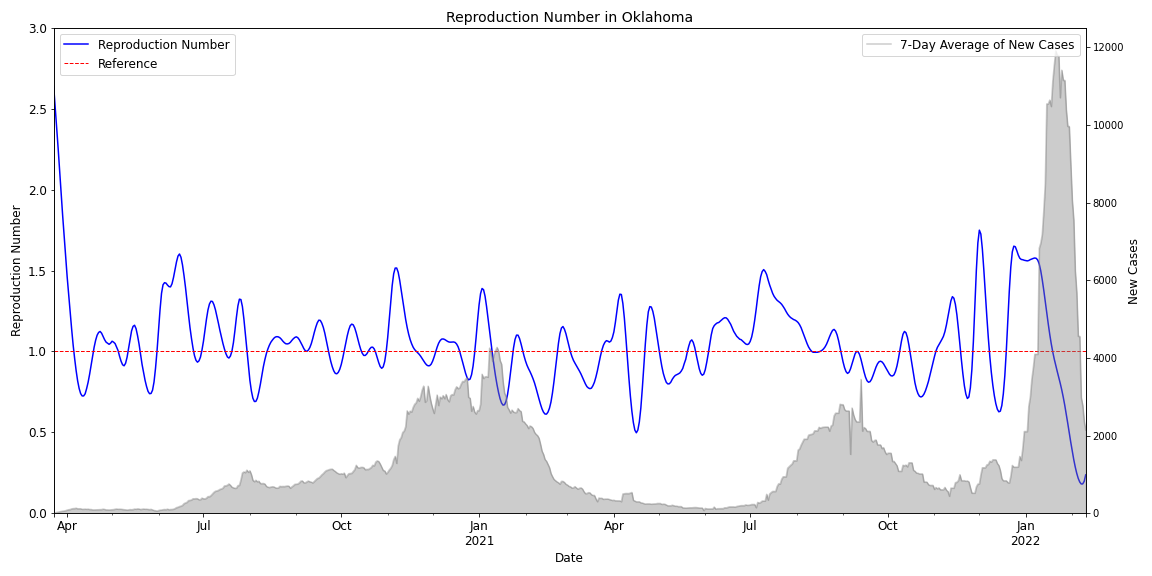 Reproduction Number in Oklahoma
Reproduction Number
Reference
7-Day Average of New Cases
3.0
2.5
2.0
1.5
1.0
0.5
0.0
Reproduction Number
12000
10000
8000
6000
4000
2000
0
New Cases
Apr
Jul
Oct
Jan
2021
Apr
Jul
Oct
Jan
2022
Date